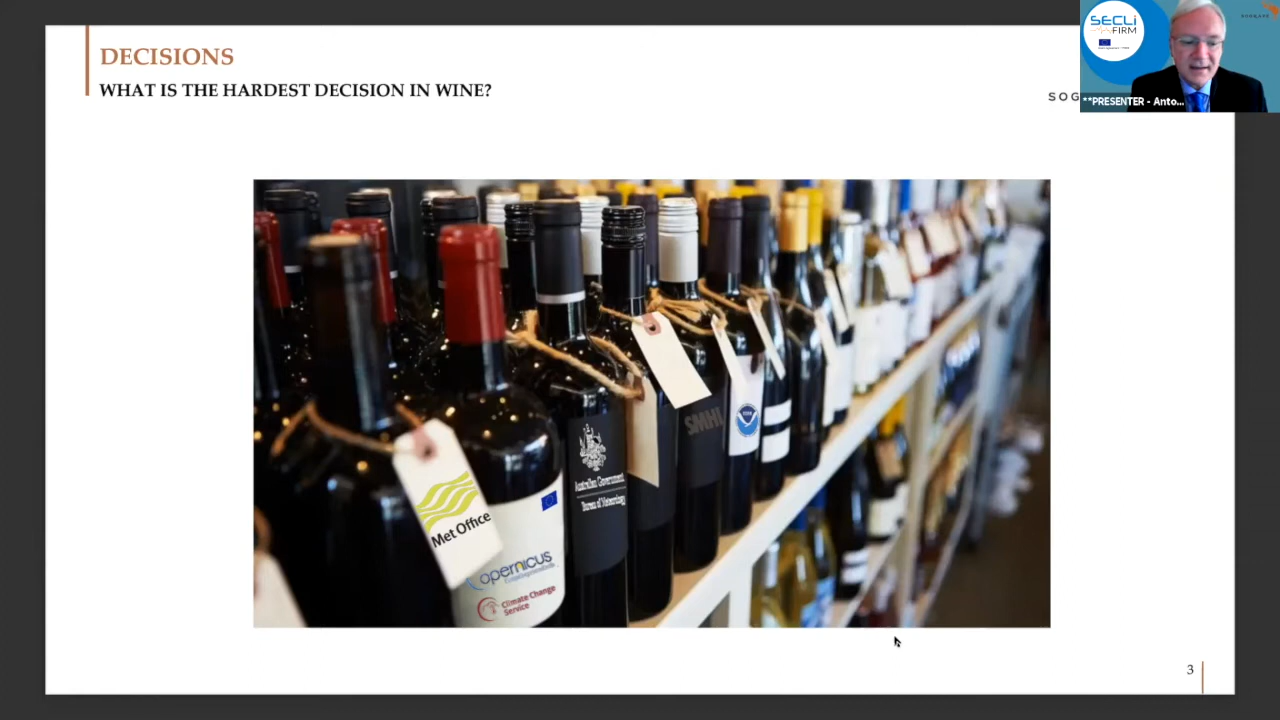 DECISIONS
WHAT IS THE HARDEST DECISION IN WINE?
SECLI
FIRM
SOG
**PRESENTER - Anto...
Met Office
opernicus
Climate Change
Service
Australian Government
Bureau of Meteorology
SMHI
3